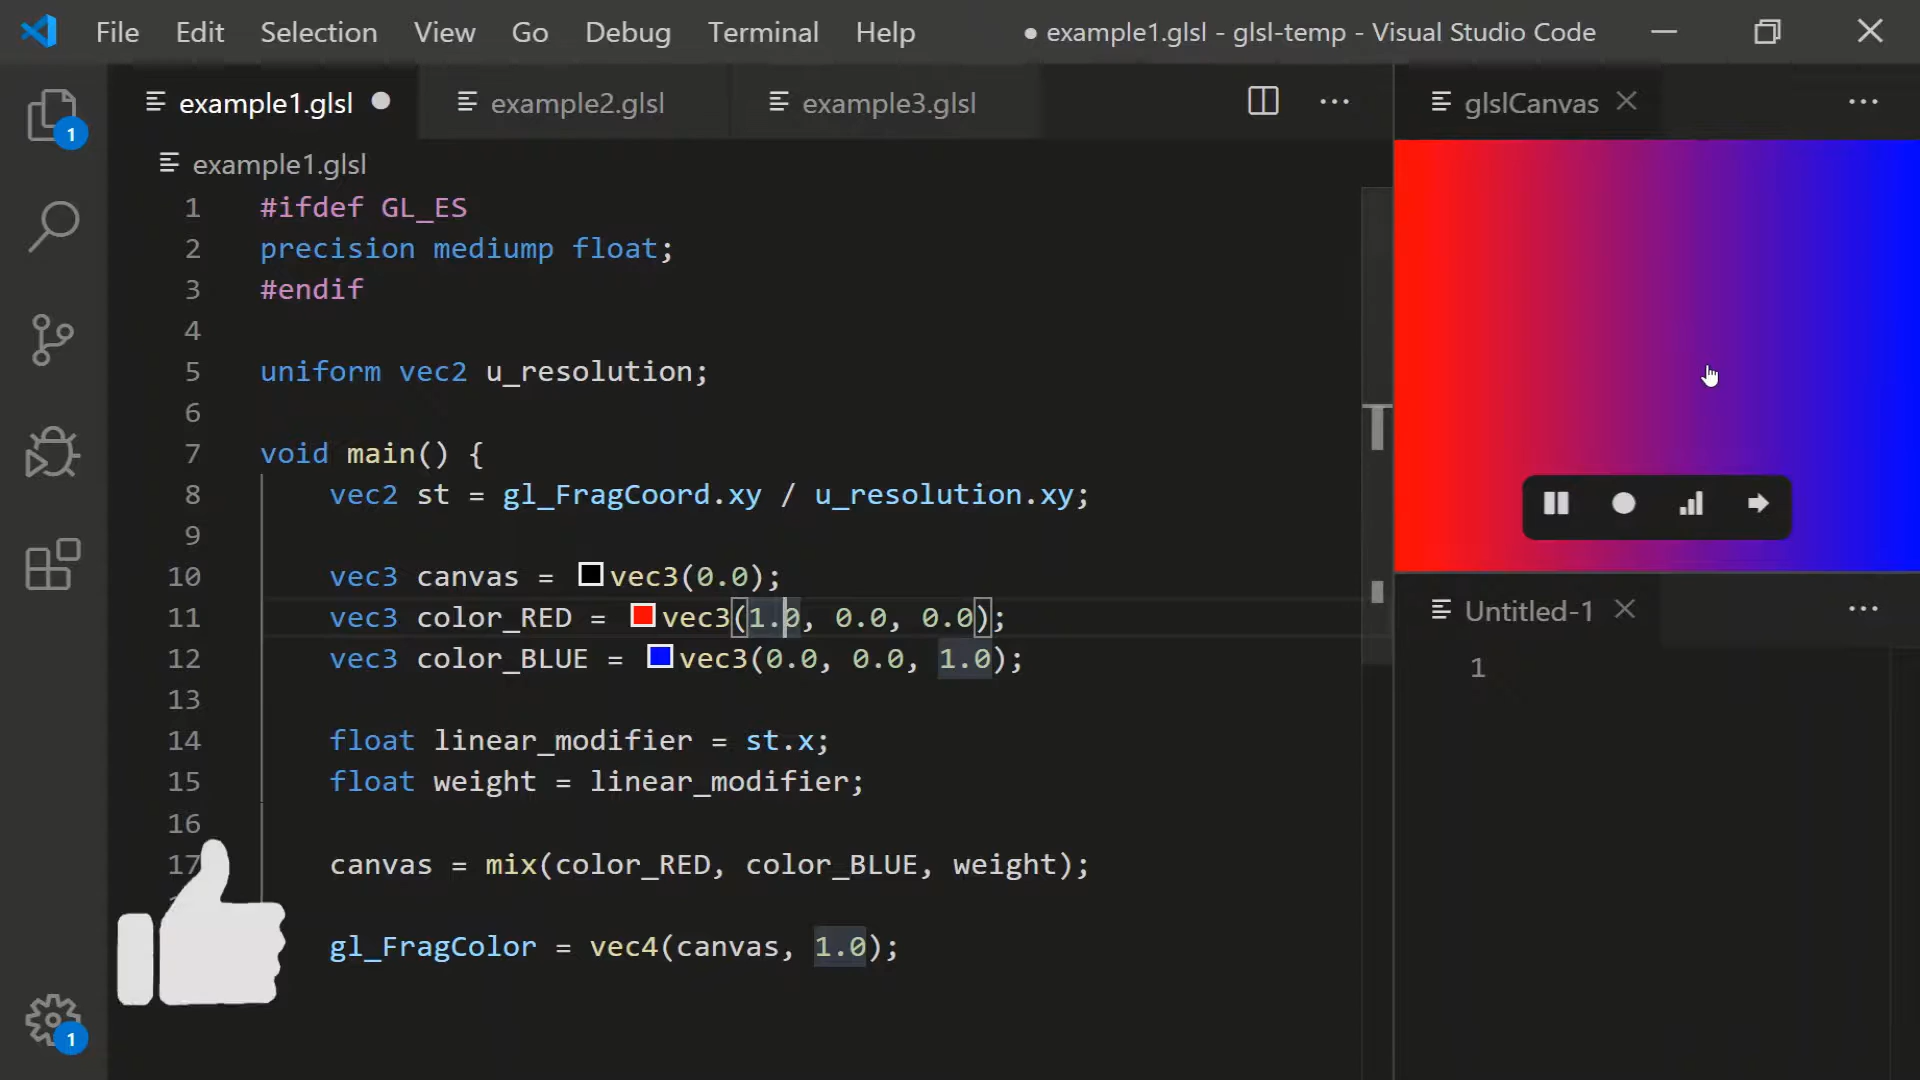 File Edit Selection View Go Debug Terminal Help ● example1.glsl - glsl-temp - Visual Studio Code
example1.glsl ● example2.glsl example3.glsl
glslCanvas
example1.glsl
1 #ifdef GL_ES
2 precision mediump float;
3 #endif
4
5 uniform vec2 u_resolution;
6
7 void main() {
8 vec2 st = gl_FragCoord.xy / u_resolution.xy;
9
10 vec3 canvas = vec3(0.0);
11 vec3 color_RED = vec3(1.0, 0.0, 0.0);
12 vec3 color_BLUE = vec3(0.0, 0.0, 1.0);
13
14 float linear_modifier = st.x;
15 float weight = linear_modifier;
16
17 canvas = mix(color_RED, color_BLUE, weight);
gl_FragColor = vec4(canvas, 1.0);
Untitled-1
1
1
1